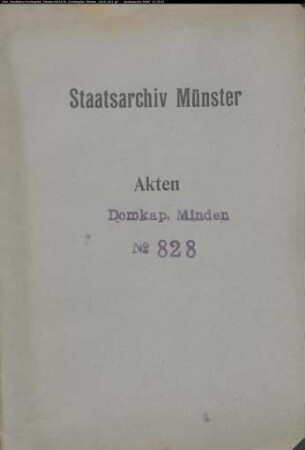 Staatsarchiv Münster
Akten
Domkap. Minden
№ 828